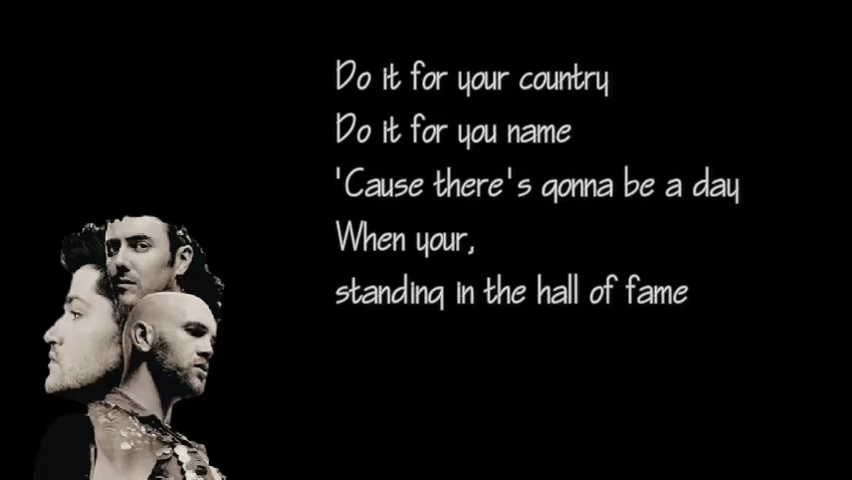 Do it for your country
Do it for you name
'Cause there's gonna be a day
When your,
standing in the hall of fame